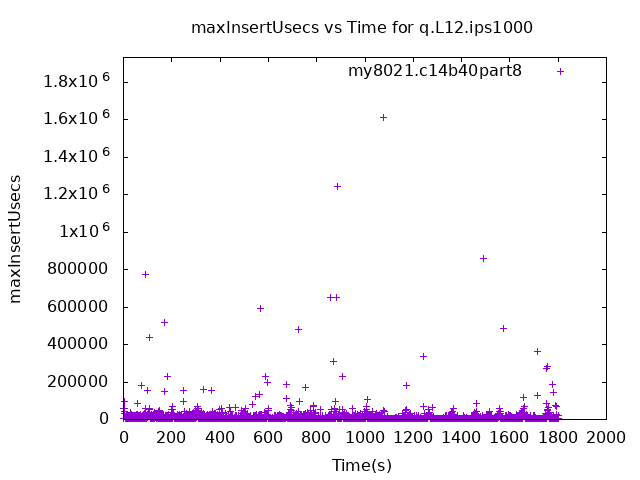 maxInsertUsecs vs Time for q.L12.ips1000
my8021.c14b40part8
1.8x10^6
1.6x10^6
1.4x10^6
1.2x10^6
1x10^6
800000
600000
400000
200000
0
maxInsertUsecs
0 200 400 600 800 1000 1200 1400 1600 1800 2000
Time(s)